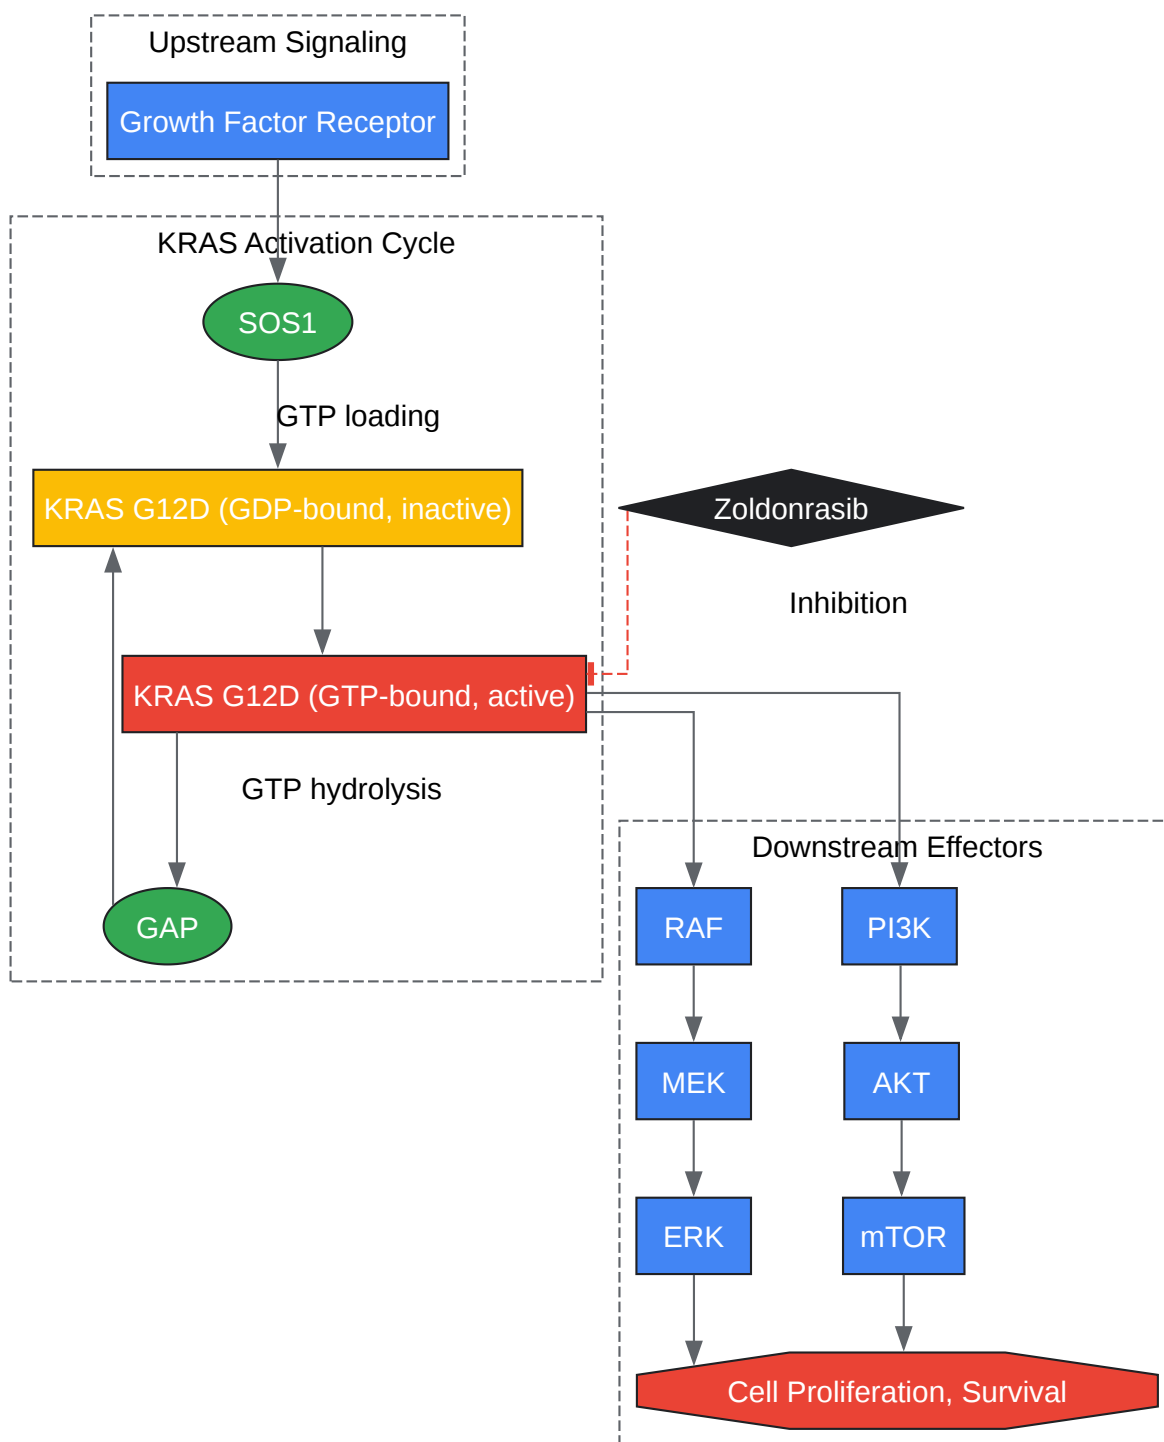 Upstream Signaling
Growth Factor Receptor
KRAS Activation Cycle
SOS1
GTP loading
KRAS G12D (GDP-bound, inactive)
Zoldonrasib
Inhibition
KRAS G12D (GTP-bound, active)
GTP hydrolysis
Downstream Effectors
GAP
RAF
PI3K
MEK
AKT
ERK
mTOR
Cell Proliferation, Survival